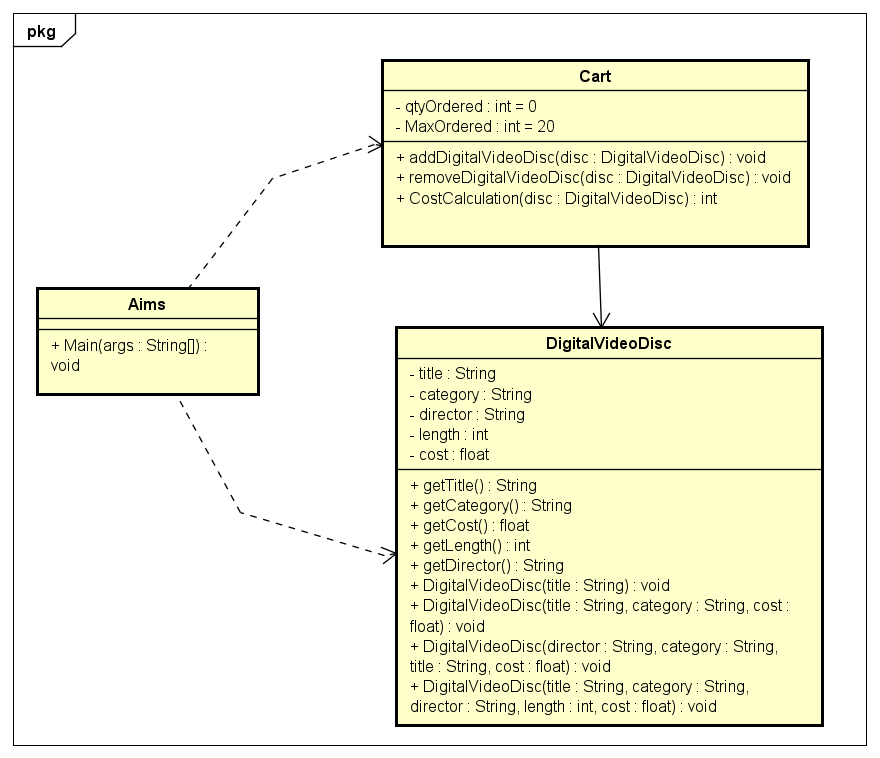 pkg
Cart
- qtyOrdered : int = 0
- MaxOrdered : int = 20
+ addDigitalVideoDisc(disc : DigitalVideoDisc) : void
+ removeDigitalVideoDisc(disc : DigitalVideoDisc) : void
+ CostCalculation(disc : DigitalVideoDisc) : int
Aims
+ Main(args : String[]) :
void
DigitalVideoDisc
- title : String
- category : String
- director : String
- length : int
- cost : float
+ getTitle() : String
+ getCategory() : String
+ getCost() : float
+ getLength() : int
+ getDirector() : String
+ DigitalVideoDisc(title : String) : void
+ DigitalVideoDisc(title : String, category : String, cost :
float) : void
+ DigitalVideoDisc(director : String, category : String,
title : String, cost : float) : void
+ DigitalVideoDisc(title : String, category : String,
director : String, length : int, cost : float) : void